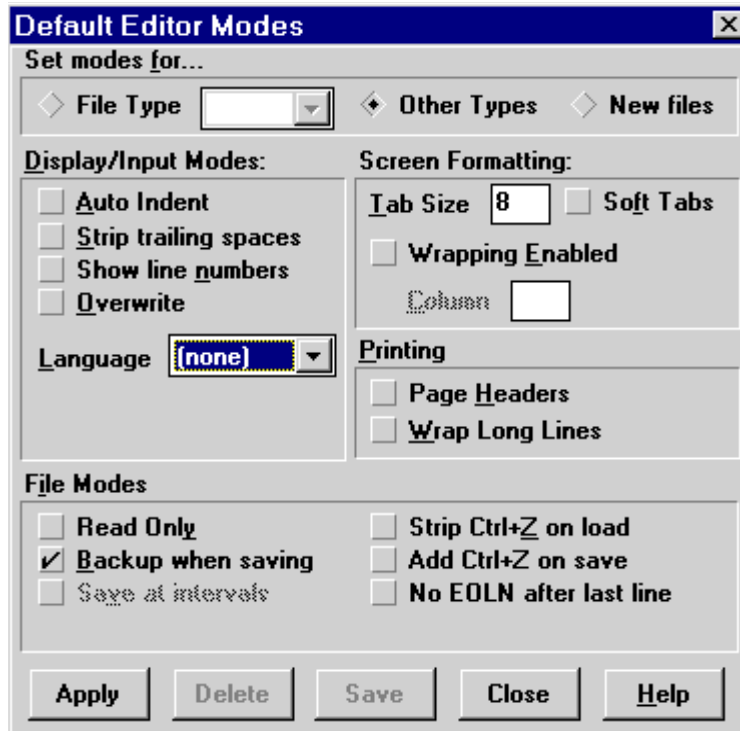 Default Editor Modes
Set modes for...
File Type Other Types New files
Display/Input Modes:
Auto Indent
Strip trailing spaces
Show line numbers
Overwrite
Language (none)
Screen Formatting:
Tab Size 8 Soft Tabs
Wrapping Enabled
Column
Printing
Page Headers
Wrap Long Lines
File Modes
Read Only
Backup when saving
Save at intervals
Strip Ctrl+Z on load
Add Ctrl+Z on save
No EOLN after last line
Apply Delete Save Close Help